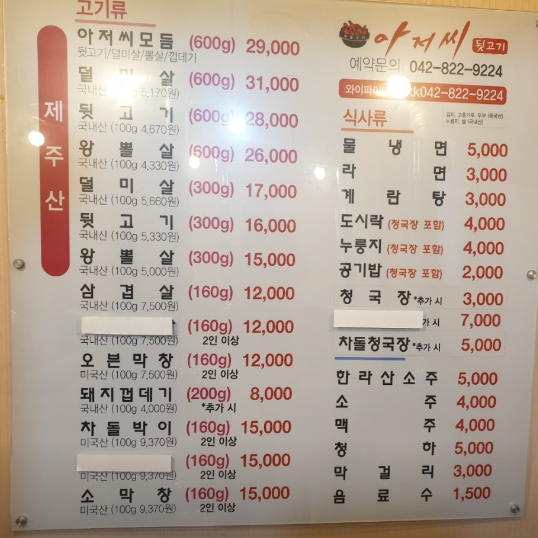 고기류
제주산
아저씨모듬 (600g) 29,000
뒷고기/덜미살/뽈살/껍데기
덜미살 (600g) 31,000
국내산 (100g 5,170원)
뒷고기 (600g) 28,000
국내산 (100g 4,670원)
왕뽈살 (600g) 26,000
국내산 (100g 4,330원)
덜미살 (300g) 17,000
국내산 (100g 5,660원)
뒷고기 (300g) 16,000
국내산 (100g 5,330원)
왕뽈살 (300g) 15,000
국내산 (100g 5,000원)
삼겹살 (160g) 12,000
국내산 (100g 7,500원)
(160g) 12,000
국내산 (100g 7,500원) 2인 이상
오븐막창 (160g) 12,000
미국산 (100g 7,500원) 2인 이상
돼지껍데기 (200g) 8,000
국내산 (100g 4,000원) *추가 시
차돌박이 (160g) 15,000
미국산 (100g 9,370원) 2인 이상
(160g) 15,000
미국산 (100g 9,370원) 2인 이상
소막창 (160g) 15,000
미국산 (100g 9,370원) 2인 이상
아저씨 뒷고기
예약문의 042-822-9224
와이파이 042-822-9224
식사류
물냉면 5,000
라면 3,000
계란탕 3,000
도시락 (청국장 포함) 4,000
누룽지 (청국장 포함) 4,000
공기밥 (청국장 포함) 2,000
청국장 *추가 시 3,000
가 시 7,000
차돌청국장 *추가 시 5,000
한라산소주 5,000
소주 4,000
맥주 4,000
청하 5,000
막걸리 3,000
음료수 1,500